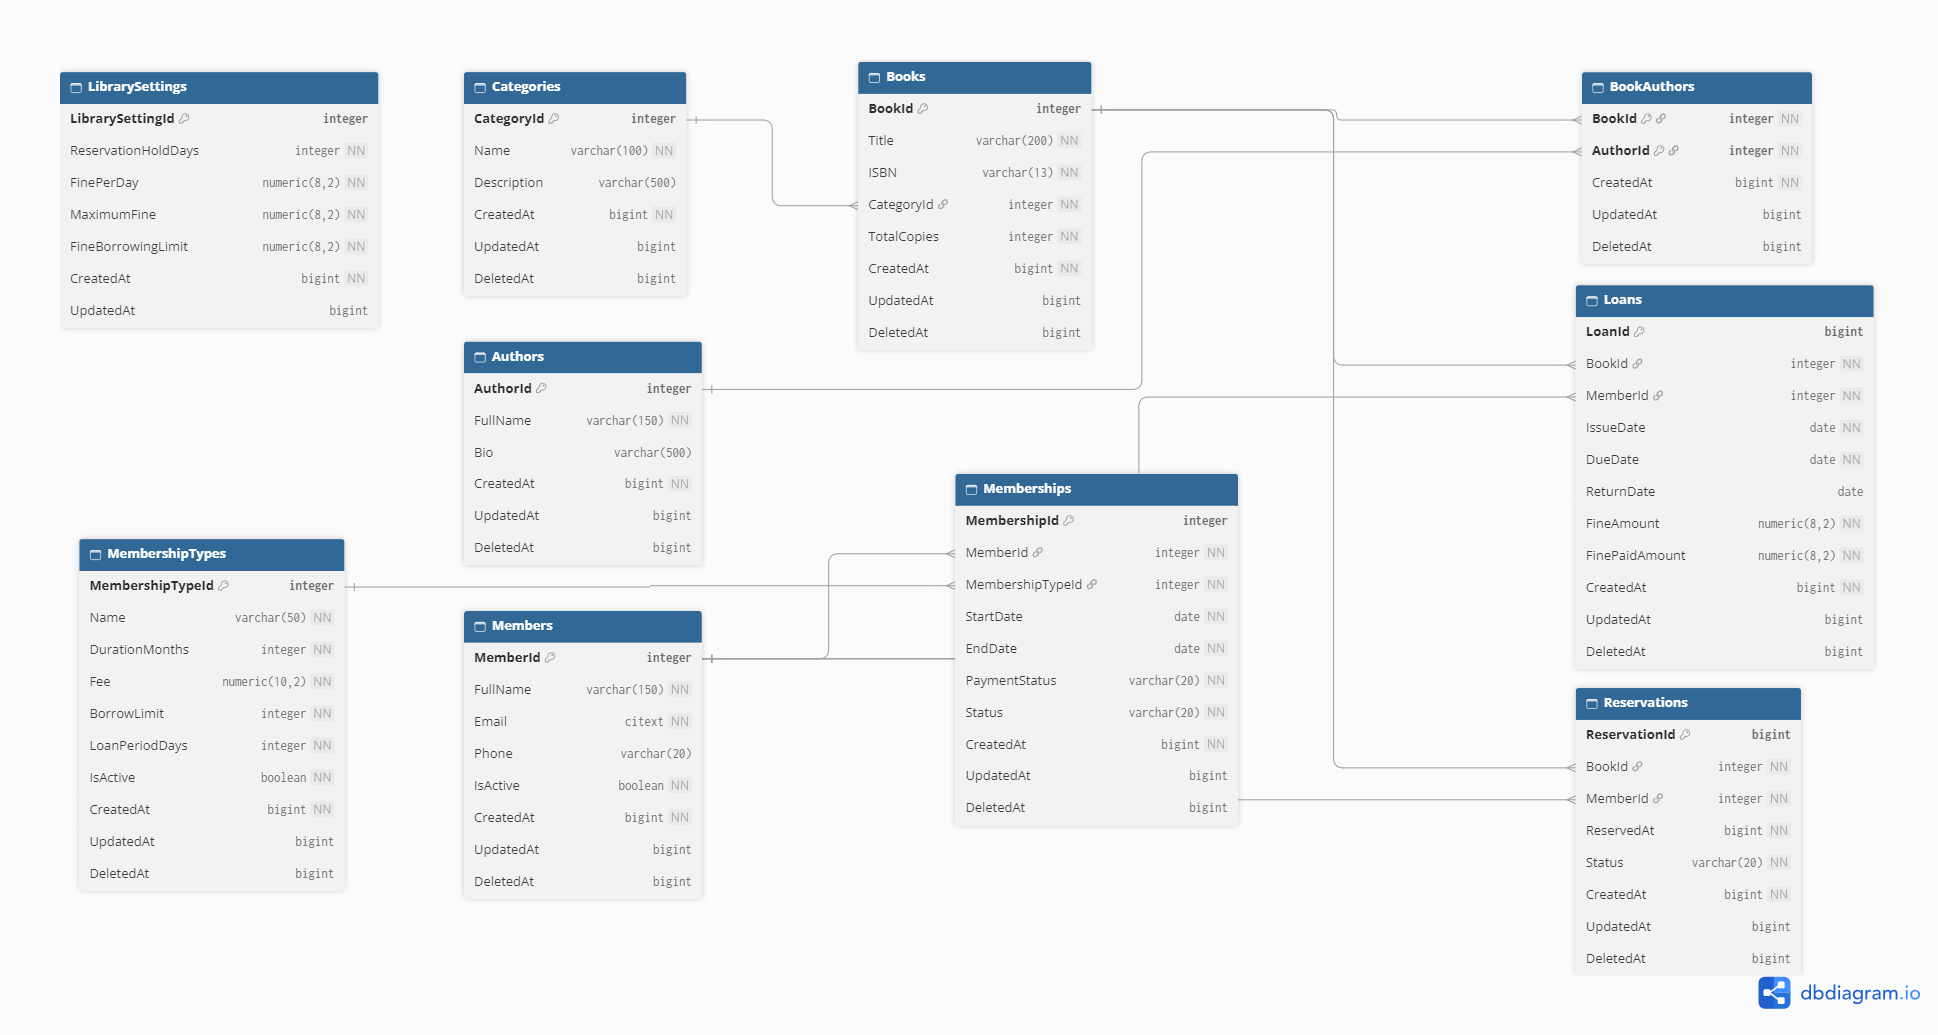 LibrarySettings
LibrarySettingId integer
ReservationHoldDays integer NN
FinePerDay numeric(8,2) NN
MaximumFine numeric(8,2) NN
FineBorrowingLimit numeric(8,2) NN
CreatedAt bigint NN
UpdatedAt bigint
Categories
CategoryId integer
Name varchar(100) NN
Description varchar(500)
CreatedAt bigint NN
UpdatedAt bigint
DeletedAt bigint
Books
BookId integer
Title varchar(200) NN
ISBN varchar(13) NN
CategoryId integer NN
TotalCopies integer NN
CreatedAt bigint NN
UpdatedAt bigint
DeletedAt bigint
BookAuthors
BookId integer NN
AuthorId integer NN
CreatedAt bigint NN
UpdatedAt bigint
DeletedAt bigint
Authors
AuthorId integer
FullName varchar(150) NN
Bio varchar(500)
CreatedAt bigint NN
UpdatedAt bigint
DeletedAt bigint
Loans
LoanId bigint
BookId integer NN
MemberId integer NN
IssueDate date NN
DueDate date NN
ReturnDate date
FineAmount numeric(8,2) NN
FinePaidAmount numeric(8,2) NN
CreatedAt bigint NN
UpdatedAt bigint
DeletedAt bigint
MembershipTypes
MembershipTypeId integer
Name varchar(50) NN
DurationMonths integer NN
Fee numeric(10,2) NN
BorrowLimit integer NN
LoanPeriodDays integer NN
IsActive boolean NN
CreatedAt bigint NN
UpdatedAt bigint
DeletedAt bigint
Members
MemberId integer
FullName varchar(150) NN
Email citext NN
Phone varchar(20)
IsActive boolean NN
CreatedAt bigint NN
UpdatedAt bigint
DeletedAt bigint
Memberships
MembershipId integer
MemberId integer NN
MembershipTypeId integer NN
StartDate date NN
EndDate date NN
PaymentStatus varchar(20) NN
Status varchar(20) NN
CreatedAt bigint NN
UpdatedAt bigint
DeletedAt bigint
Reservations
ReservationId bigint
BookId integer NN
MemberId integer NN
ReservedAt bigint NN
Status varchar(20) NN
CreatedAt bigint NN
UpdatedAt bigint
DeletedAt bigint
dbdiagram.io